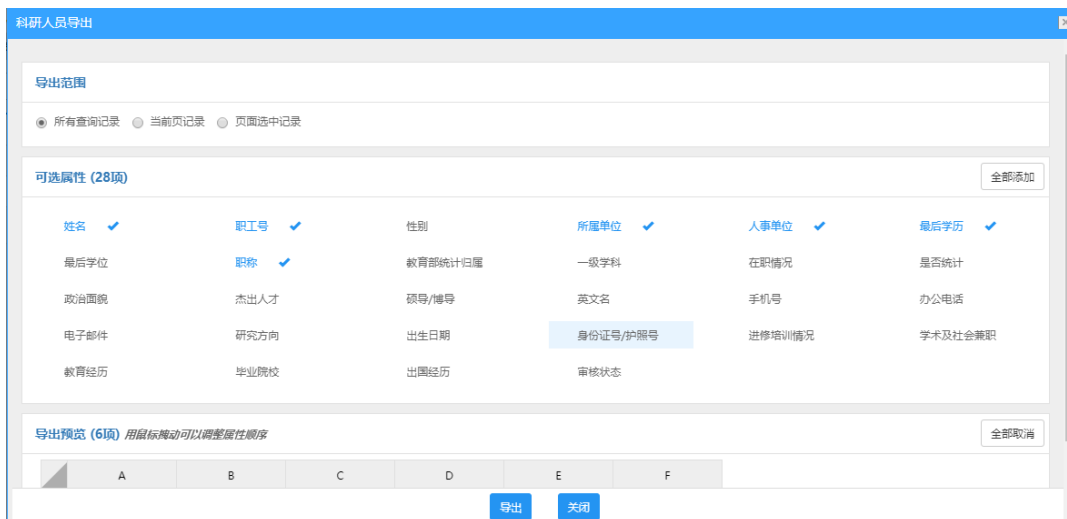 科研人员导出
导出范围
所有查询记录 当前页记录 页面选中记录
可选属性 (28项) 全部添加
姓名 职工号 性别 所属单位 人事单位 最后学历
最后学位 职称 教育部统计归属 一级学科 在职情况 是否统计
政治面貌 杰出人才 硕导/博导 英文名 手机号 办公电话
电子邮件 研究方向 出生日期 身份证号/护照号 进修培训情况 学术及社会兼职
教育经历 毕业院校 出国经历 审核状态
导出预览 (6项) 用鼠标拖动可以调整属性顺序 全部取消
A B C D E F
导出 关闭